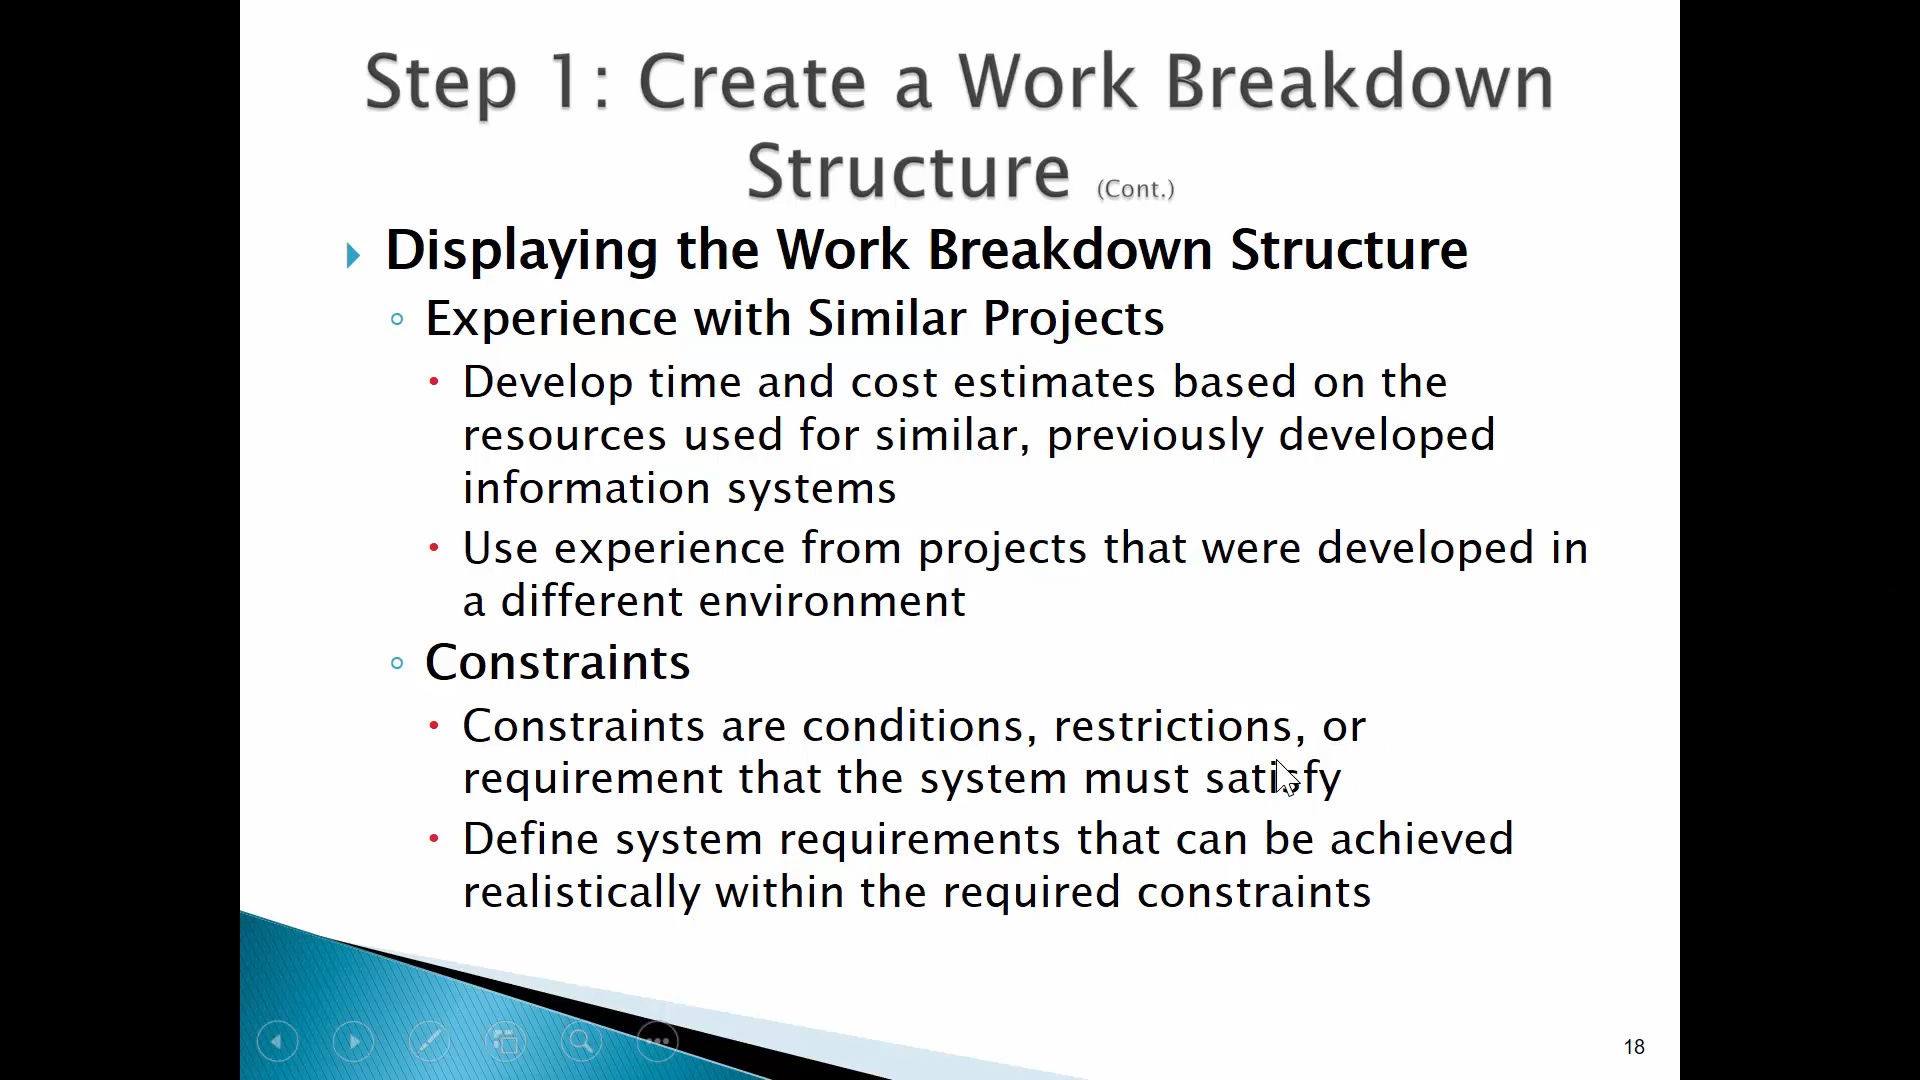 Step 1: Create a Work Breakdown
Structure (Cont.)
Displaying the Work Breakdown Structure
Experience with Similar Projects
Develop time and cost estimates based on the
resources used for similar, previously developed
information systems
Use experience from projects that were developed in
a different environment
Constraints
Constraints are conditions, restrictions, or
requirement that the system must satisfy
Define system requirements that can be achieved
realistically within the required constraints
18